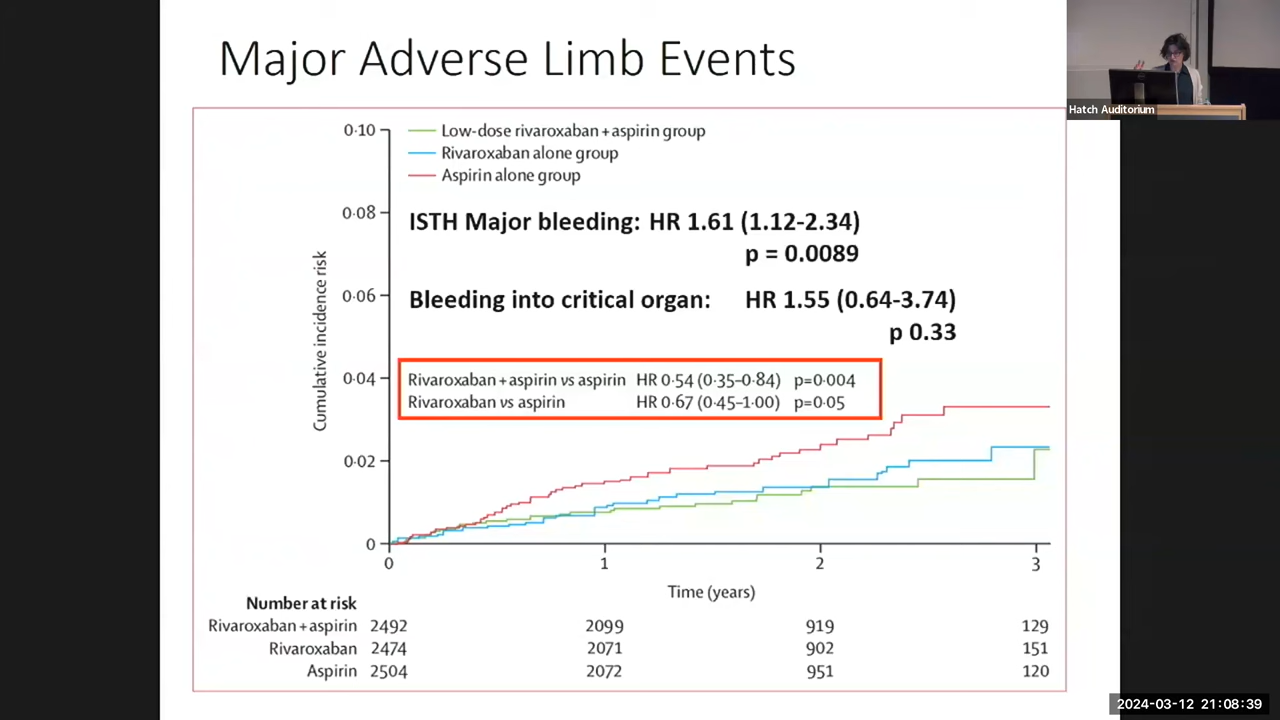 Major Adverse Limb Events
Hatch Auditorium
0·10
0·08
0·06
0·04
0·02
0
Cumulative incidence risk
Low-dose rivaroxaban + aspirin group
Rivaroxaban alone group
Aspirin alone group
ISTH Major bleeding: HR 1.61 (1.12-2.34)
p = 0.0089
Bleeding into critical organ: HR 1.55 (0.64-3.74)
p 0.33
Rivaroxaban + aspirin vs aspirin HR 0·54 (0·35–0·84) p=0·004
Rivaroxaban vs aspirin HR 0·67 (0·45–1·00) p=0·05
0 1 2 3
Time (years)
Number at risk
Rivaroxaban + aspirin 2492 2099 919 129
Rivaroxaban 2474 2071 902 151
Aspirin 2504 2072 951 120
2024-03-12 21:08:39